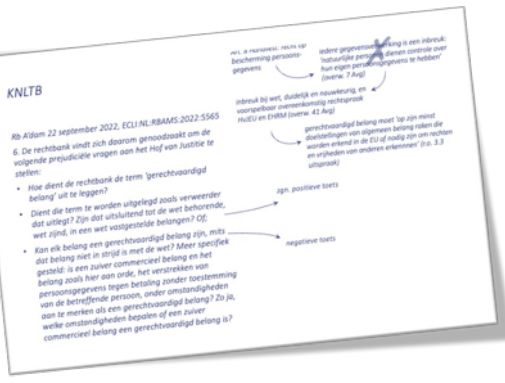 KNLTB
Rb A'dam 22 september 2022, ECLI:NL:RBAMS:2022:5565
6. De rechtbank vindt zich daarom genoodzaakt om de
volgende prejudiciële vragen aan het Hof van Justitie te
stellen:
• Hoe dient de rechtbank de term 'gerechtvaardigd
belang' uit te leggen?
• Dient die term te worden uitgelegd zoals verweerder
dat uitlegt? Zijn dat uitsluitend tot de wet behorende,
wet zijnd, in een wet vastgestelde belangen? Of;
• Kan elk belang een gerechtvaardigd belang zijn, mits
dat belang niet in strijd is met de wet? Meer specifiek
gesteld: is een zuiver commercieel belang en het
belang zoals hier aan orde, het verstrekken van
persoonsgegevens tegen betaling zonder toestemming
van de betreffende persoon, onder omstandigheden
aan te merken als een gerechtvaardigd belang? Zo ja,
welke omstandigheden bepalen of een zuiver
commercieel belang een gerechtvaardigd belang is?
recht op
bescherming persoons-
gegevens
Iedere gegevensverwerking is een inbreuk:
'natuurlijke personen dienen controle over
hun eigen persoonsgegevens te hebben'
(overw. 7 Avg)
inbreuk bij wet, duidelijk en nauwkeurig, en
voorspelbaar overeenkomstig rechtspraak
HvJEU en EHRM (overw. 41 Avg)
gerechtvaardigd belang moet 'op zijn minst
doelstellingen van algemeen belang raken die
worden erkend in de EU of nodig zijn om rechten
en vrijheden van anderen erkennnen' (r.o. 3.3
uitspraak)
zgn. positieve toets
negatieve toets